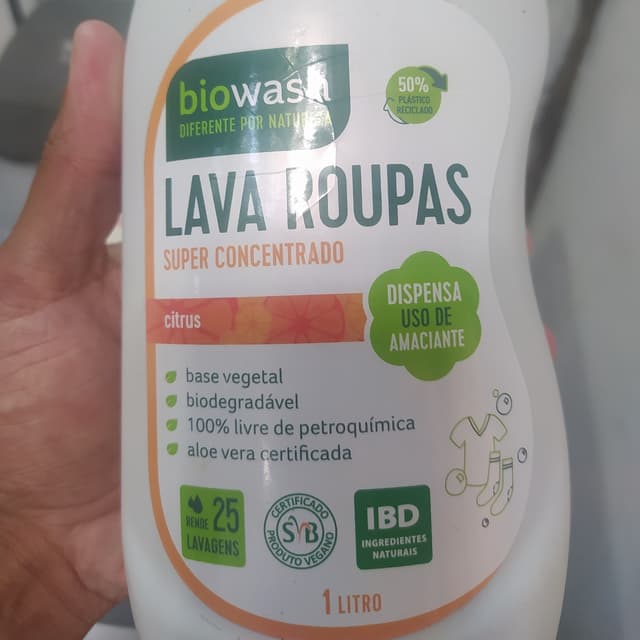 biowash
DIFERENTE POR NATUREZA
50%
PLÁSTICO
RECICLADO
LAVA ROUPAS
SUPER CONCENTRADO
citrus
DISPENSA
USO DE
AMACIANTE
base vegetal
biodegradável
100% livre de petroquímica
aloe vera certificada
RENDE 25
LAVAGENS
CERTIFICADO
SVB
PRODUTO VEGANO
IBD
INGREDIENTES
NATURAIS
1 LITRO